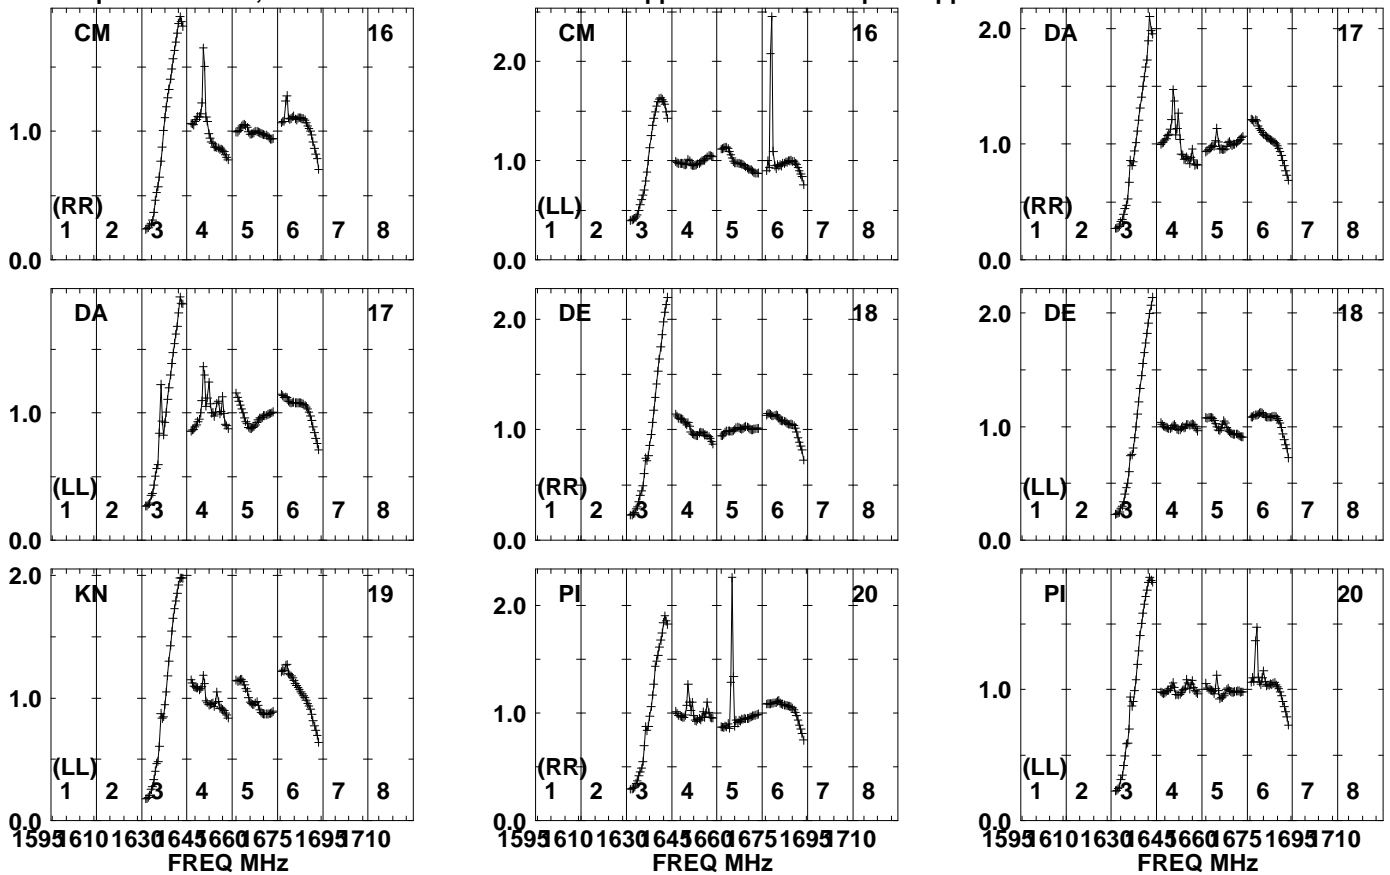 CM 16 CM 16 DA 17
2.0 2.0
1.0 1.0 1.0
(RR) (LL) (RR)
1 2 3 4 5 6 7 8 1 2 3 4 5 6 7 8 1 2 3 4 5 6 7 8
0.0 0.0 0.0
DA 17 DE 18 DE 18
2.0 2.0
1.0 1.0 1.0
(LL) (RR) (LL)
1 2 3 4 5 6 7 8 1 2 3 4 5 6 7 8 1 2 3 4 5 6 7 8
0.0 0.0 0.0
2.0 KN 19 PI 20 PI 20
2.0
1.0 1.0 1.0
(LL) (RR) (LL)
1 2 3 4 5 6 7 8 1 2 3 4 5 6 7 8 1 2 3 4 5 6 7 8
0.0 0.0 0.0
1595 1610 1630 1645 1660 1675 1695 1710 1595 1610 1630 1645 1660 1675 1695 1710 1595 1610 1630 1645 1660 1675 1695 1710
FREQ MHz FREQ MHz FREQ MHz